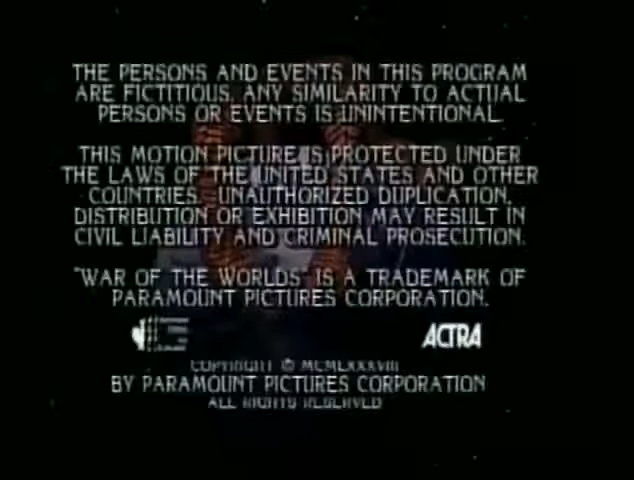 THE PERSONS AND EVENTS IN THIS PROGRAM
ARE FICTITIOUS. ANY SIMILARITY TO ACTUAL
PERSONS OR EVENTS IS UNINTENTIONAL.
THIS MOTION PICTURE IS PROTECTED UNDER
THE LAWS OF THE UNITED STATES AND OTHER
COUNTRIES. UNAUTHORIZED DUPLICATION,
DISTRIBUTION OR EXHIBITION MAY RESULT IN
CIVIL LIABILITY AND CRIMINAL PROSECUTION.
"WAR OF THE WORLDS" IS A TRADEMARK OF
PARAMOUNT PICTURES CORPORATION.
ACTRA
COPYRIGHT © MCMLXXXVIII
BY PARAMOUNT PICTURES CORPORATION
ALL RIGHTS RESERVED